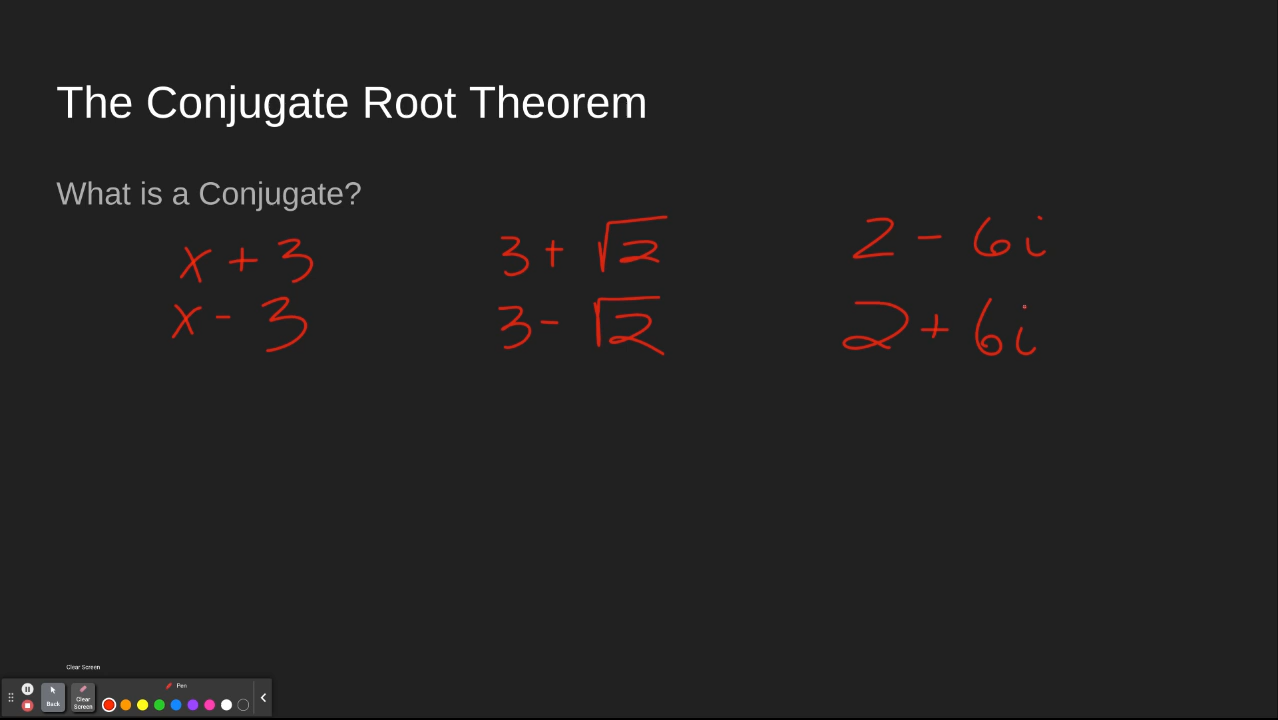 The Conjugate Root Theorem
What is a Conjugate?
x + 3
x - 3
3 + √2
3 - √2
2 - 6i
2 + 6i
Clear Screen
Back
Clear
Screen
Pen